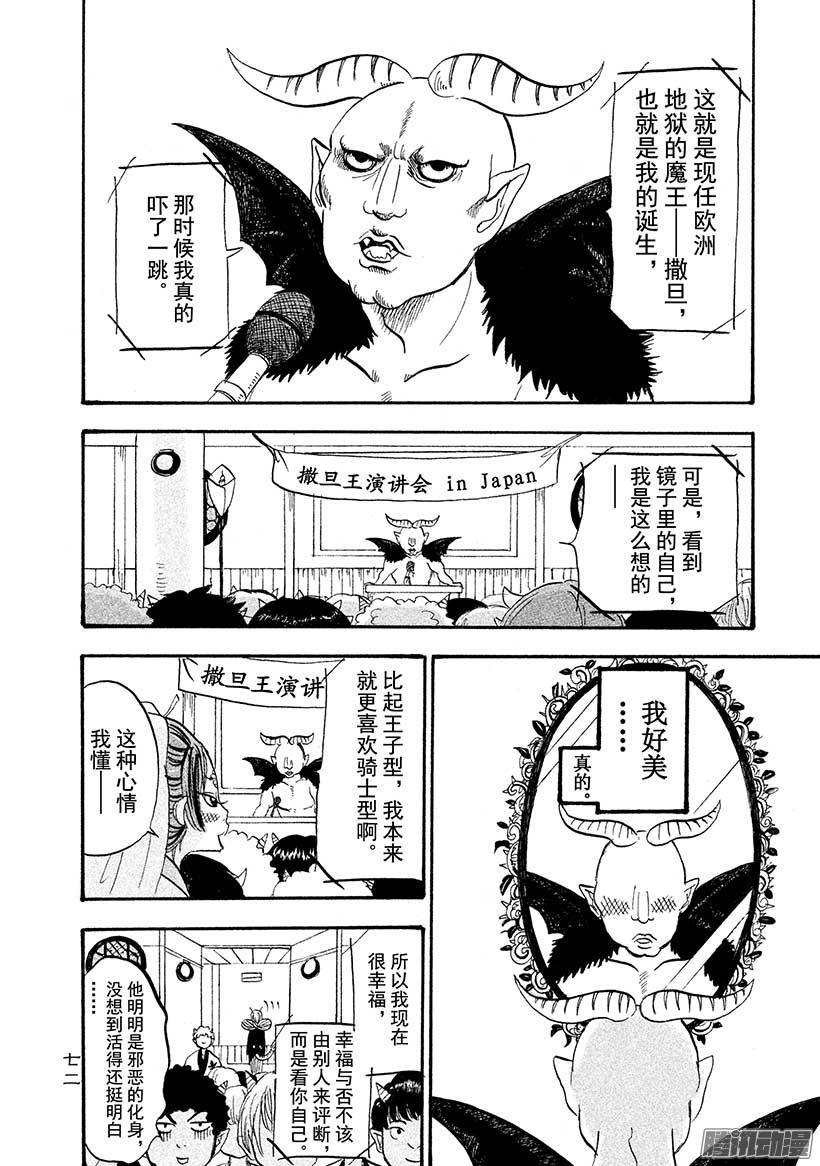 这就是现任欧洲
地狱的魔王——撒旦，
也就是我的诞生，
那时候我真的
吓了一跳。
撒旦王演讲会 in Japan
可是，看到
镜子里的自己，
我是这么想的
我好美
……
真的。
比起王子型，我本来
就更喜欢骑士型啊。
撒旦王演讲
这种心情
我懂——
所以我现在
很幸福，
幸福与否不该
由别人来评断，
而是看你自己。
他明明是邪恶的化身，
没想到活得还挺明白
……
七二
腾讯动漫